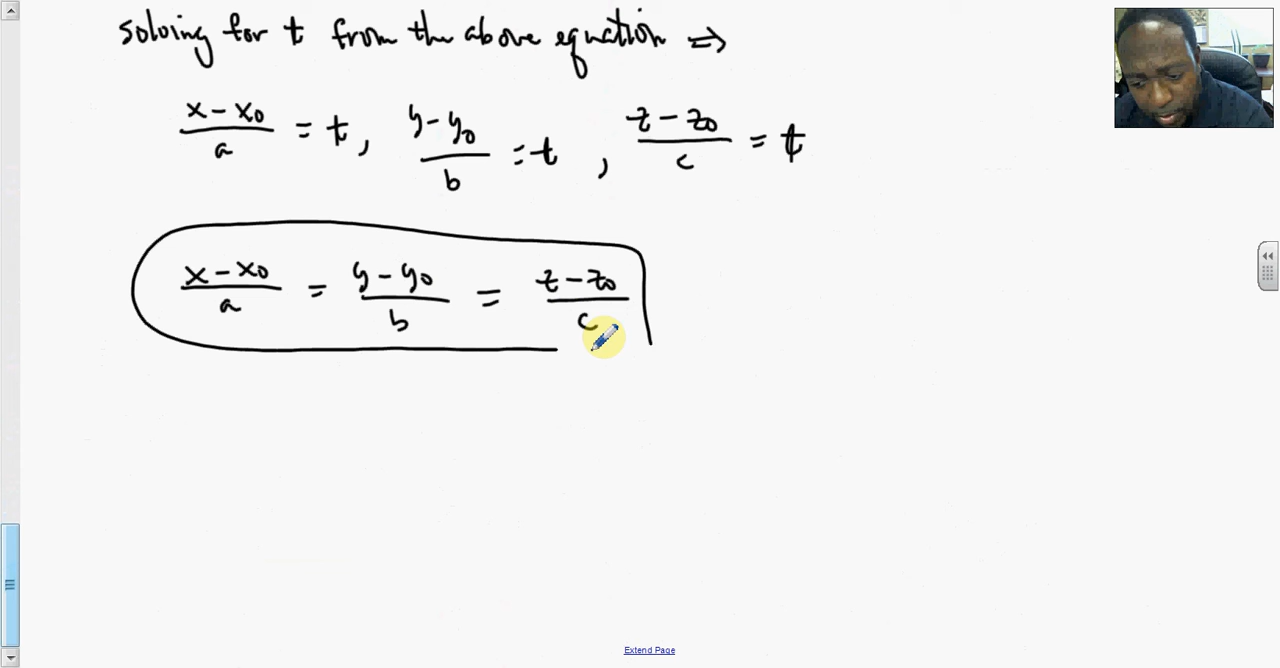 solving for t from the above equation ⇒
x - x₀ / a = t, y - y₀ / b = t, z - z₀ / c = t
x - x₀ / a = y - y₀ / b = z - z₀ / c
Extend Page